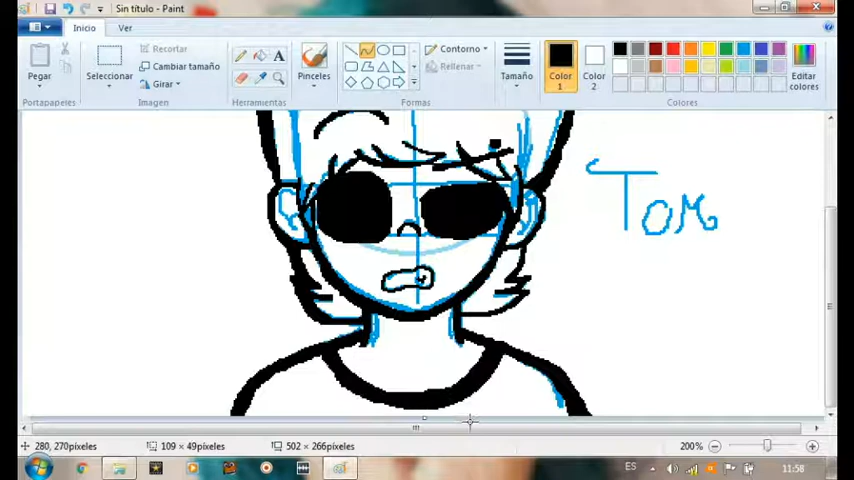 Sin título - Paint
Inicio Ver
Pegar
Portapapeles
Seleccionar
Recortar
Cambiar tamaño
Girar
Imagen
A
Herramientas
Pinceles
Contorno
Rellenar
Formas
Tamaño
Color 1
Color 2
Editar colores
Colores
Tom
280, 270píxeles
109 × 49píxeles
502 × 266píxeles
200%
ES
11:58